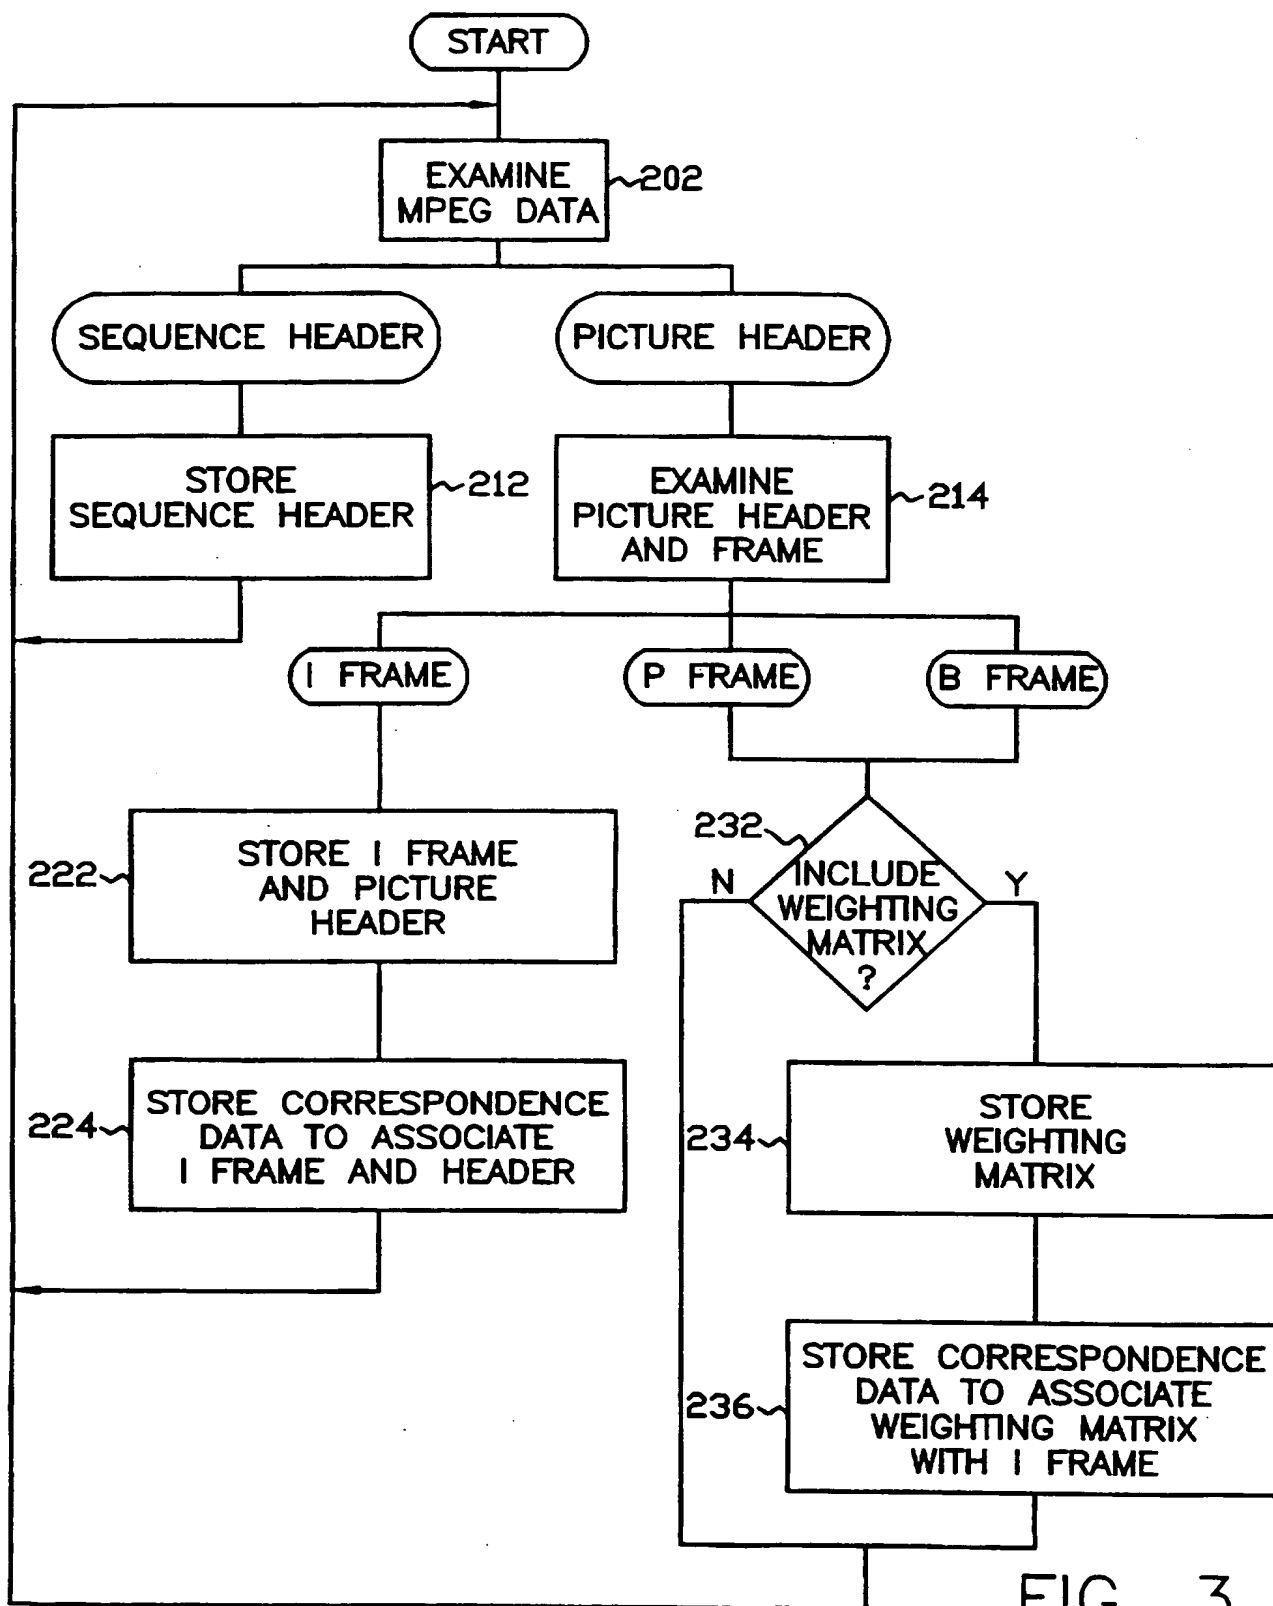 START
EXAMINE
MPEG DATA
202
SEQUENCE HEADER
PICTURE HEADER
STORE
SEQUENCE HEADER
212
EXAMINE
PICTURE HEADER
AND FRAME
214
I FRAME
P FRAME
B FRAME
222
STORE I FRAME
AND PICTURE
HEADER
232
N
INCLUDE
WEIGHTING
MATRIX
?
Y
224
STORE CORRESPONDENCE
DATA TO ASSOCIATE
I FRAME AND HEADER
234
STORE
WEIGHTING
MATRIX
236
STORE CORRESPONDENCE
DATA TO ASSOCIATE
WEIGHTING MATRIX
WITH I FRAME
FIG. 3